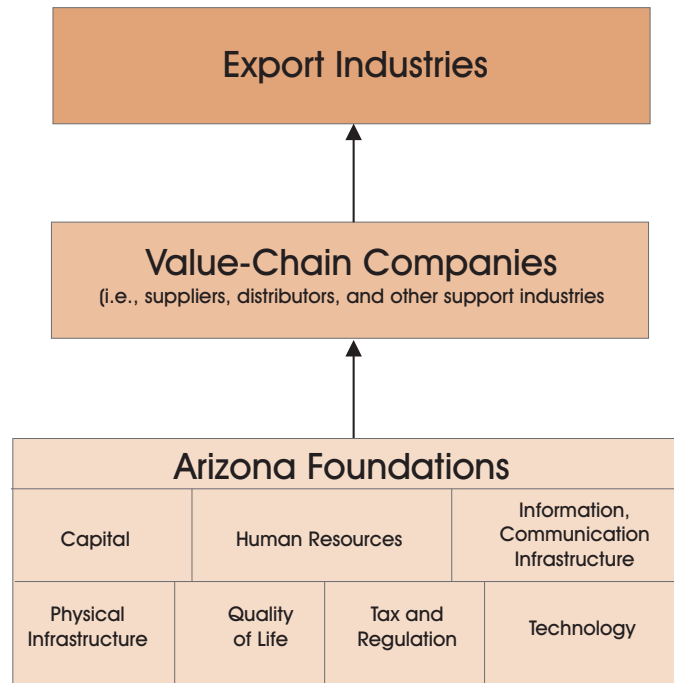 Export Industries
Value-Chain Companies
(i.e., suppliers, distributors, and other support industries
Arizona Foundations
Capital
Human Resources
Information,
Communication
Infrastructure
Physical
Infrastructure
Quality
of Life
Tax and
Regulation
Technology